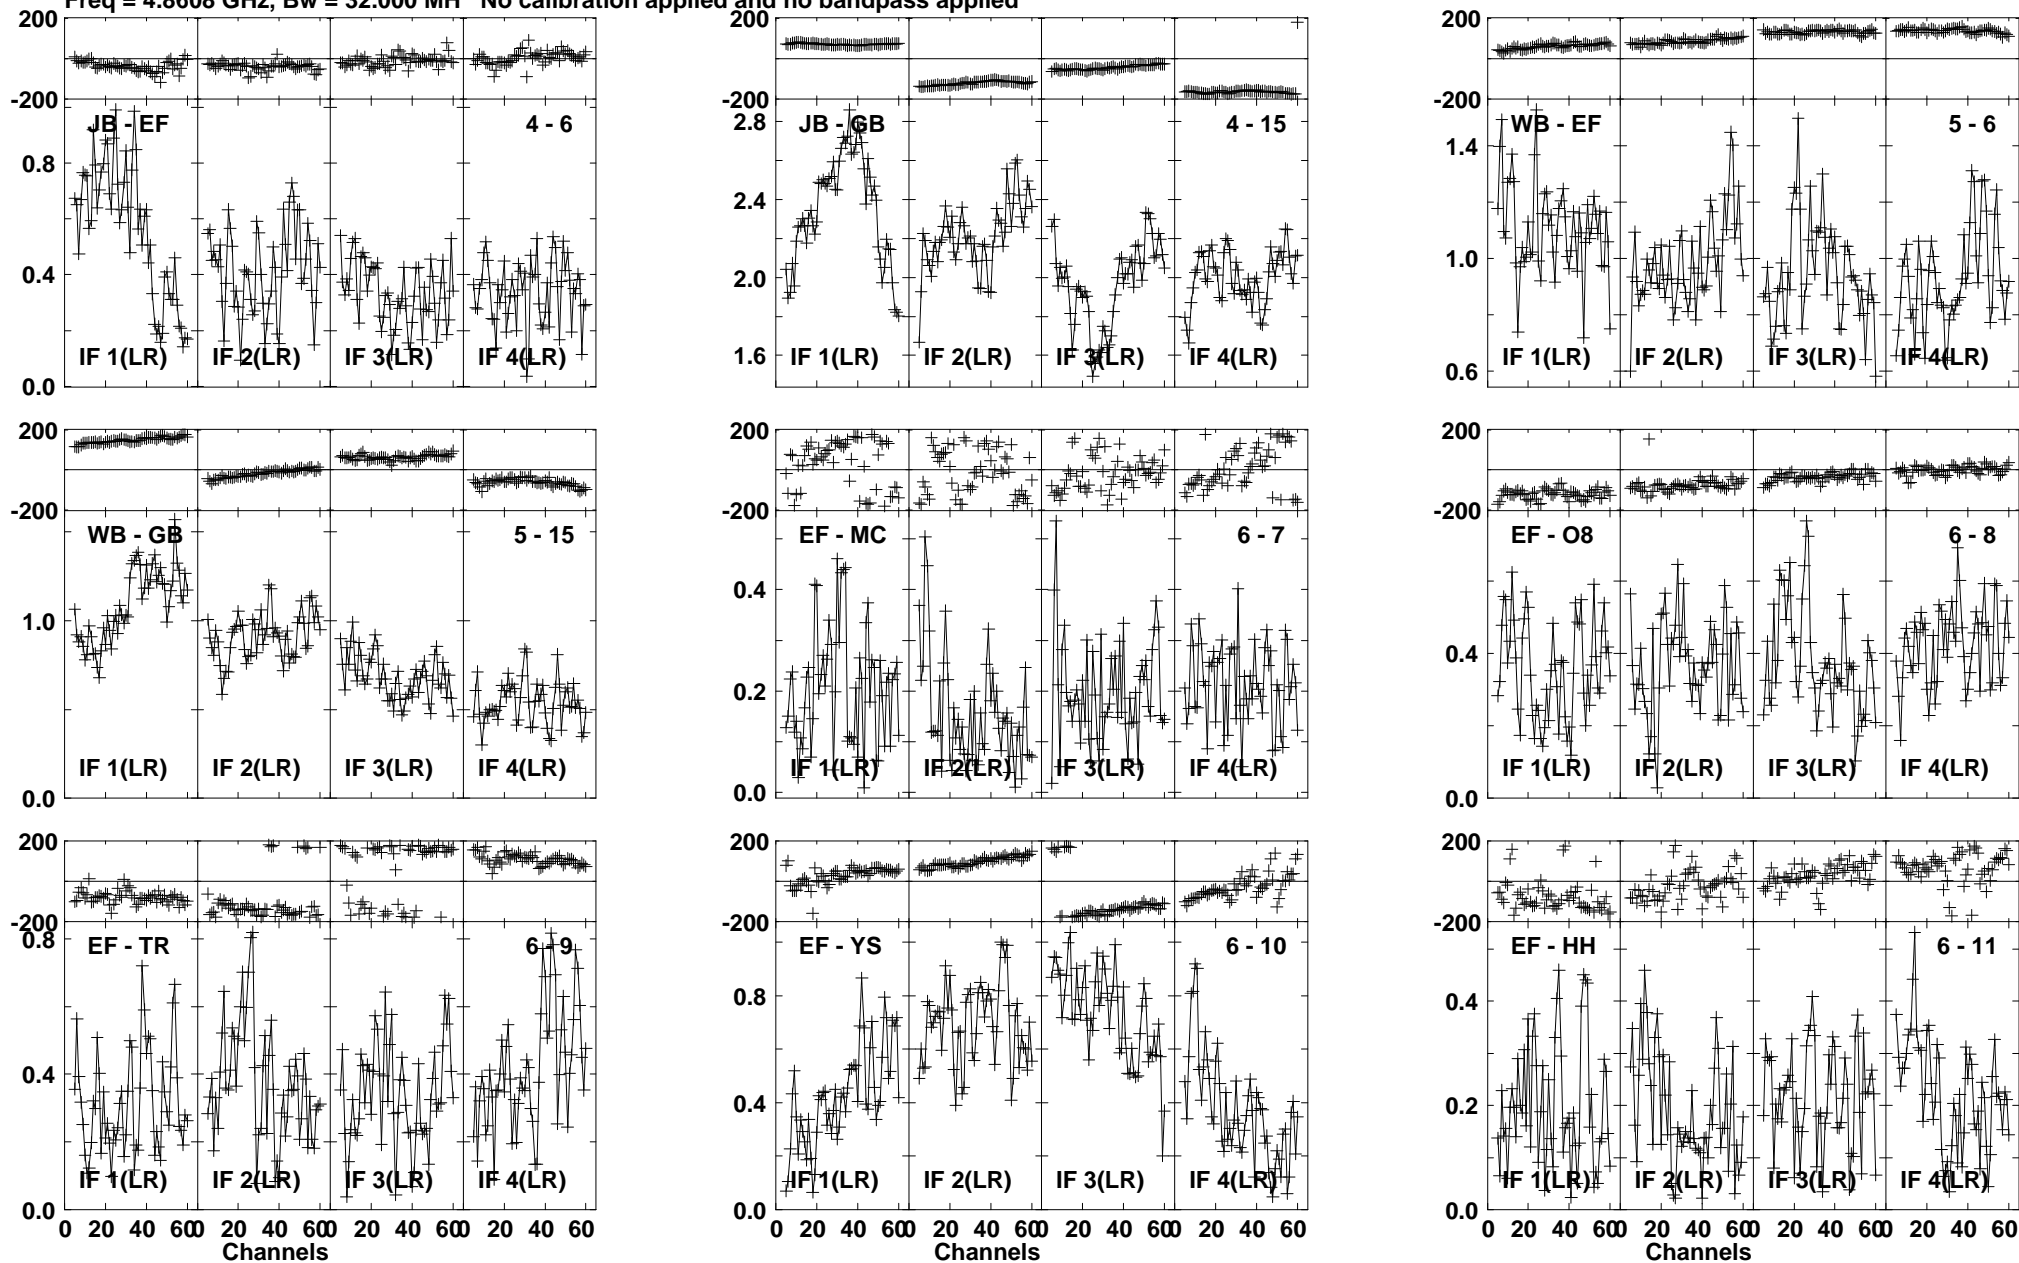 Freq = 4.8608 GHz, Bw = 32.000 MH No calibration applied and no bandpass applied
200
-200
JB - EF 4 - 6
0.8
0.4
0.0
IF 1(LR) IF 2(LR) IF 3(LR) IF 4(LR)
200
-200
0 20 40 60 20 40 60 20 40 60 20 40 60
JB - GB 4 - 15
2.8
2.4
2.0
1.6
IF 1(LR) IF 2(LR) IF 3(LR) IF 4(LR)
200
-200
WB - EF 5 - 6
1.4
1.0
0.6
IF 1(LR) IF 2(LR) IF 3(LR) IF 4(LR)
200
-200
WB - GB 5 - 15
1.0
0.0
IF 1(LR) IF 2(LR) IF 3(LR) IF 4(LR)
200
-200
EF - MC 6 - 7
0.4
0.2
0.0
IF 1(LR) IF 2(LR) IF 3(LR) IF 4(LR)
200
-200
EF - O8 6 - 8
0.4
0.0
IF 1(LR) IF 2(LR) IF 3(LR) IF 4(LR)
200
-200
EF - TR 6 - 9
0.8
0.4
0.0
IF 1(LR) IF 2(LR) IF 3(LR) IF 4(LR)
0 20 40 60 0 20 40 60 0 20 40 60 0 20 40 60
Channels
200
-200
EF - YS 6 - 10
0.8
0.4
0.0
IF 1(LR) IF 2(LR) IF 3(LR) IF 4(LR)
0 20 40 60 0 20 40 60 0 20 40 60 0 20 40 60
Channels
200
-200
EF - HH 6 - 11
0.4
0.2
0.0
IF 1(LR) IF 2(LR) IF 3(LR) IF 4(LR)
0 20 40 60 0 20 40 60 0 20 40 60 0 20 40 60
Channels